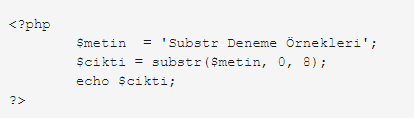 <?php
$metin = 'Substr Deneme Örnekleri';
$cikti = substr($metin, 0, 8);
echo $cikti;
?>